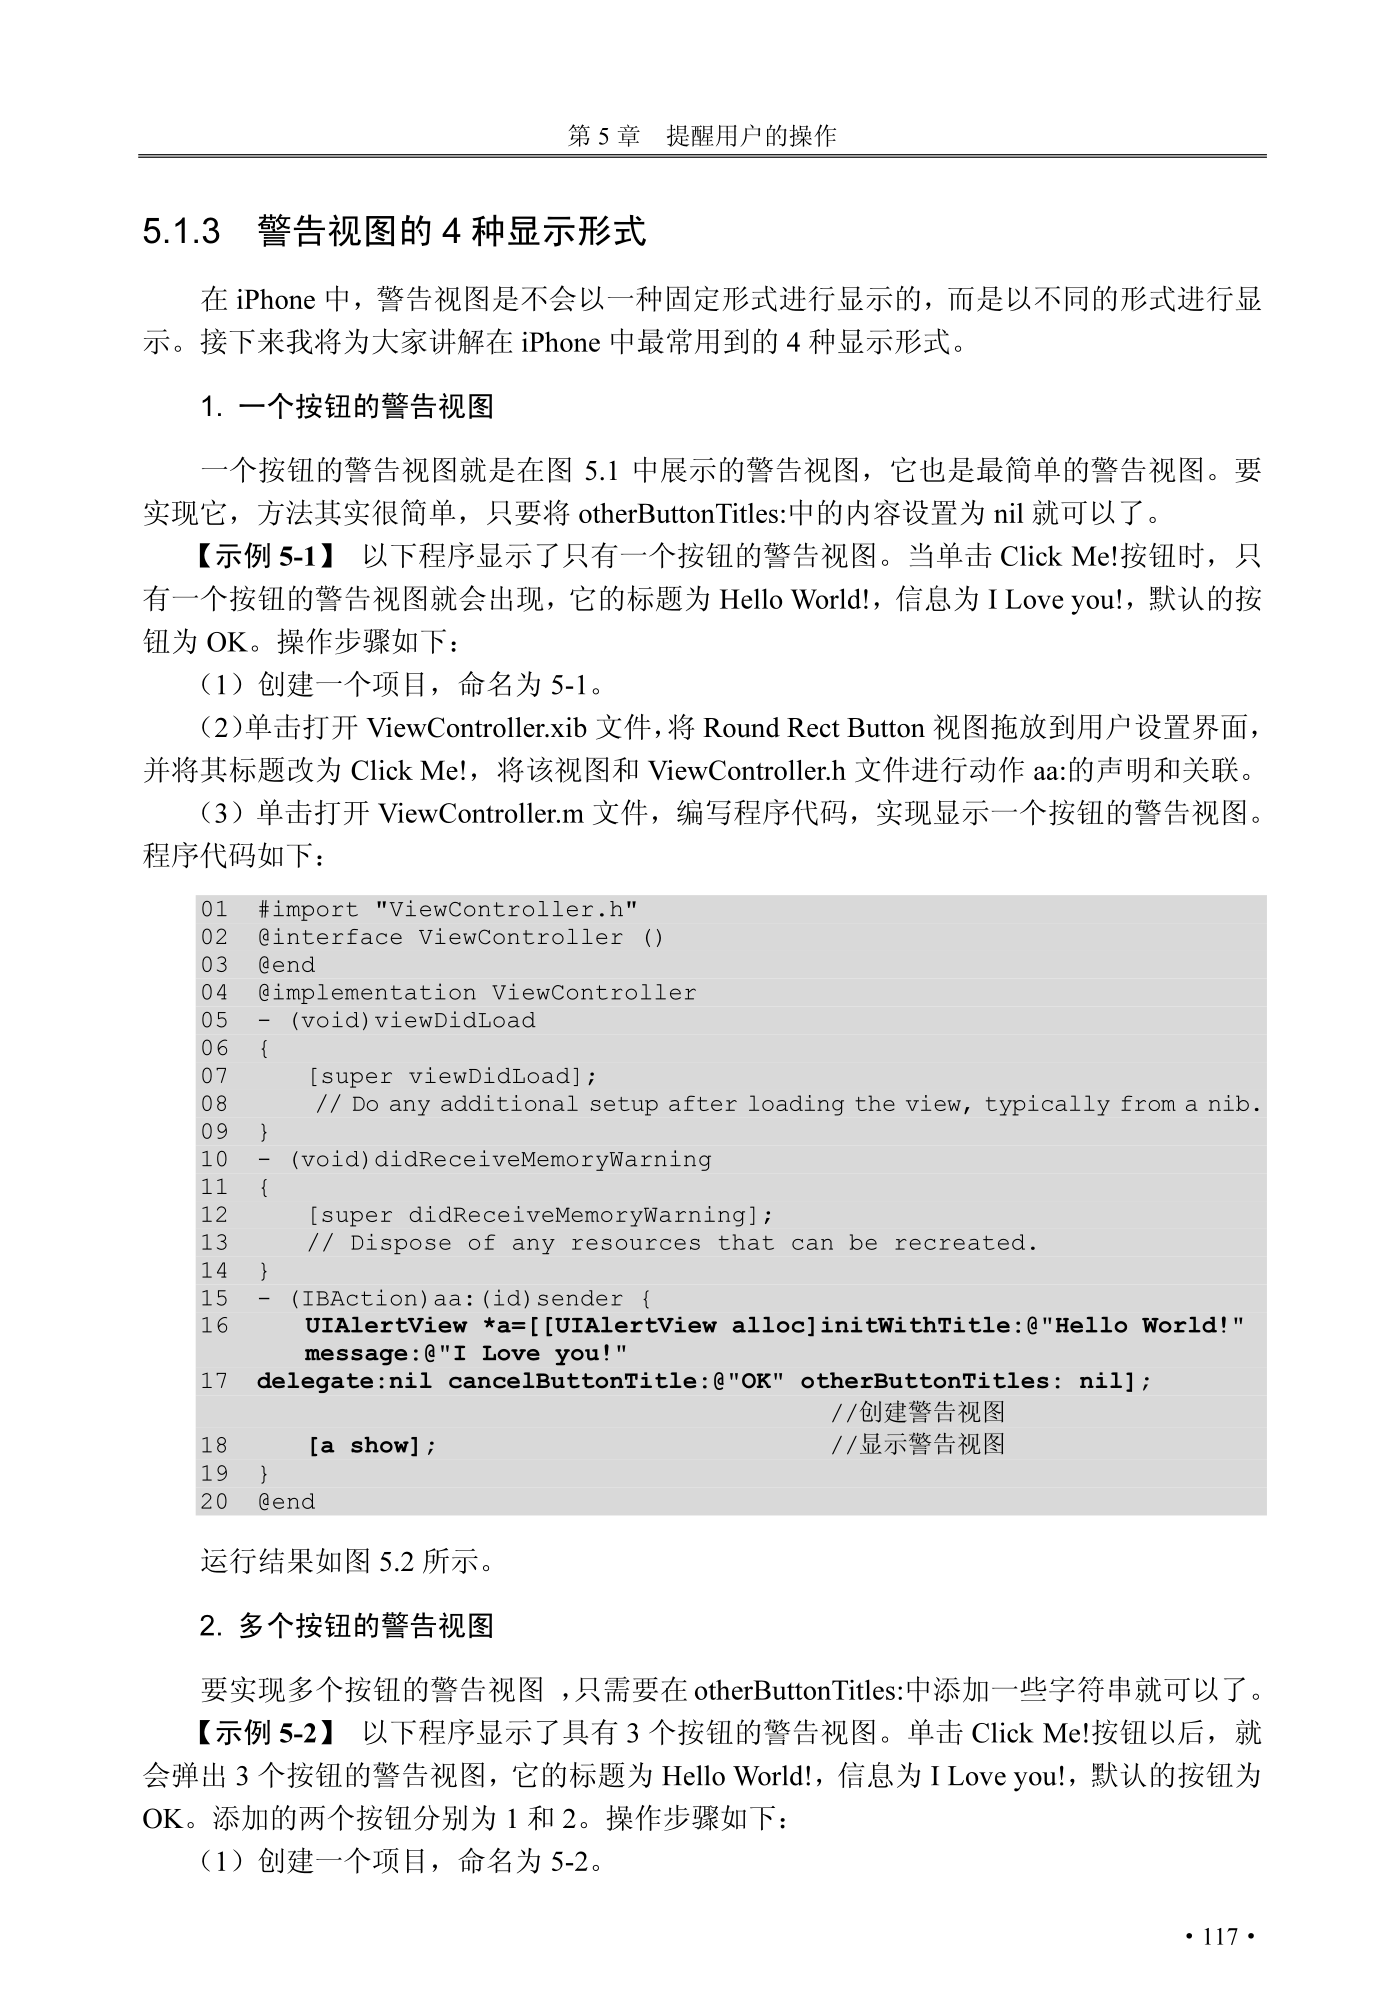 第 5 章　提醒用户的操作
5.1.3　警告视图的 4 种显示形式
在 iPhone 中，警告视图是不会以一种固定形式进行显示的，而是以不同的形式进行显
示。接下来我将为大家讲解在 iPhone 中最常用到的 4 种显示形式。
1. 一个按钮的警告视图
一个按钮的警告视图就是在图 5.1 中展示的警告视图，它也是最简单的警告视图。要
实现它，方法其实很简单，只要将 otherButtonTitles:中的内容设置为 nil 就可以了。
【示例 5-1】 以下程序显示了只有一个按钮的警告视图。当单击 Click Me!按钮时，只
有一个按钮的警告视图就会出现，它的标题为 Hello World!，信息为 I Love you!，默认的按
钮为 OK。操作步骤如下：
（1）创建一个项目，命名为 5-1。
（2）单击打开 ViewController.xib 文件，将 Round Rect Button 视图拖放到用户设置界面，
并将其标题改为 Click Me!，将该视图和 ViewController.h 文件进行动作 aa:的声明和关联。
（3）单击打开 ViewController.m 文件，编写程序代码，实现显示一个按钮的警告视图。
程序代码如下：
01  #import "ViewController.h"
02  @interface ViewController ()
03  @end
04  @implementation ViewController
05  - (void)viewDidLoad
06  {
07      [super viewDidLoad];
08      // Do any additional setup after loading the view, typically from a nib.
09  }
10  - (void)didReceiveMemoryWarning
11  {
12      [super didReceiveMemoryWarning];
13      // Dispose of any resources that can be recreated.
14  }
15  - (IBAction)aa:(id)sender {
16      UIAlertView *a=[[UIAlertView alloc]initWithTitle:@"Hello World!"
message:@"I Love you!"
17  delegate:nil cancelButtonTitle:@"OK" otherButtonTitles: nil];
//创建警告视图
18      [a show];    //显示警告视图
19  }
20  @end
运行结果如图 5.2 所示。
2. 多个按钮的警告视图
要实现多个按钮的警告视图 ，只需要在 otherButtonTitles:中添加一些字符串就可以了。
【示例 5-2】 以下程序显示了具有 3 个按钮的警告视图。单击 Click Me!按钮以后，就
会弹出 3 个按钮的警告视图，它的标题为 Hello World!，信息为 I Love you!，默认的按钮为
OK。添加的两个按钮分别为 1 和 2。操作步骤如下：
（1）创建一个项目，命名为 5-2。
• 117 •